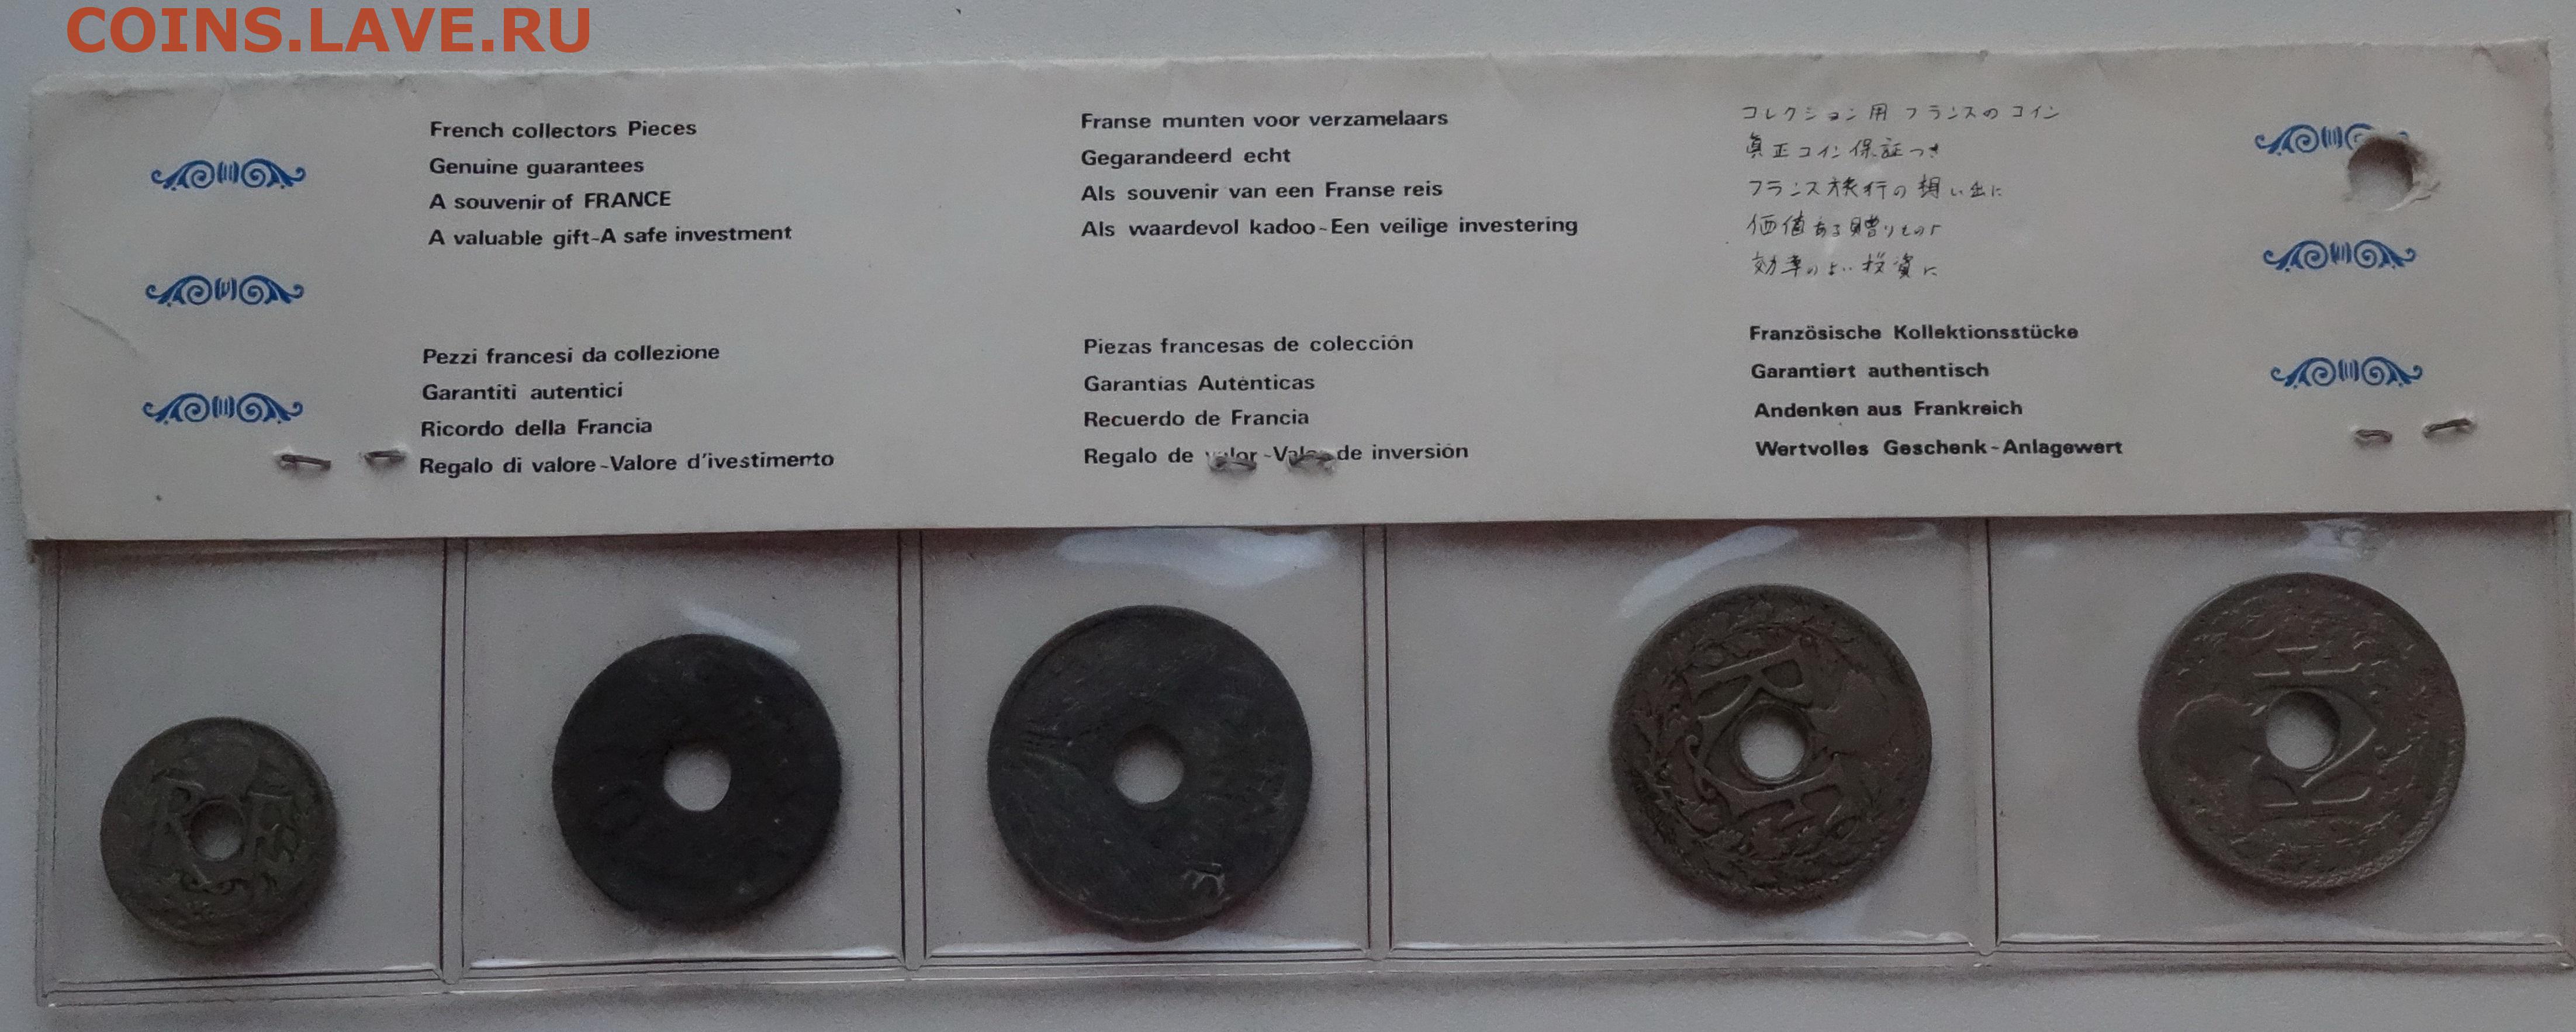 COINS.LAVE.RU
French collectors Pieces
Genuine guarantees
A souvenir of FRANCE
A valuable gift-A safe investment
Franse munten voor verzamelaars
Gegarandeerd echt
Als souvenir van een Franse reis
Als waardevol kadoo-Een veilige investering
コレクション用 フランスのコイン
真正コイン保証つき
フランス旅行の想い出に
価値ある贈りものに
効率のよい投資に
Pezzi francesi da collezione
Garantiti autentici
Ricordo della Francia
Regalo di valore-Valore d'ivestimento
Piezas francesas de colección
Garantías Auténticas
Recuerdo de Francia
Regalo de valor-Valor de inversión
Französische Kollektionsstücke
Garantiert authentisch
Andenken aus Frankreich
Wertvolles Geschenk-Anlagewert
R F
R F
R F